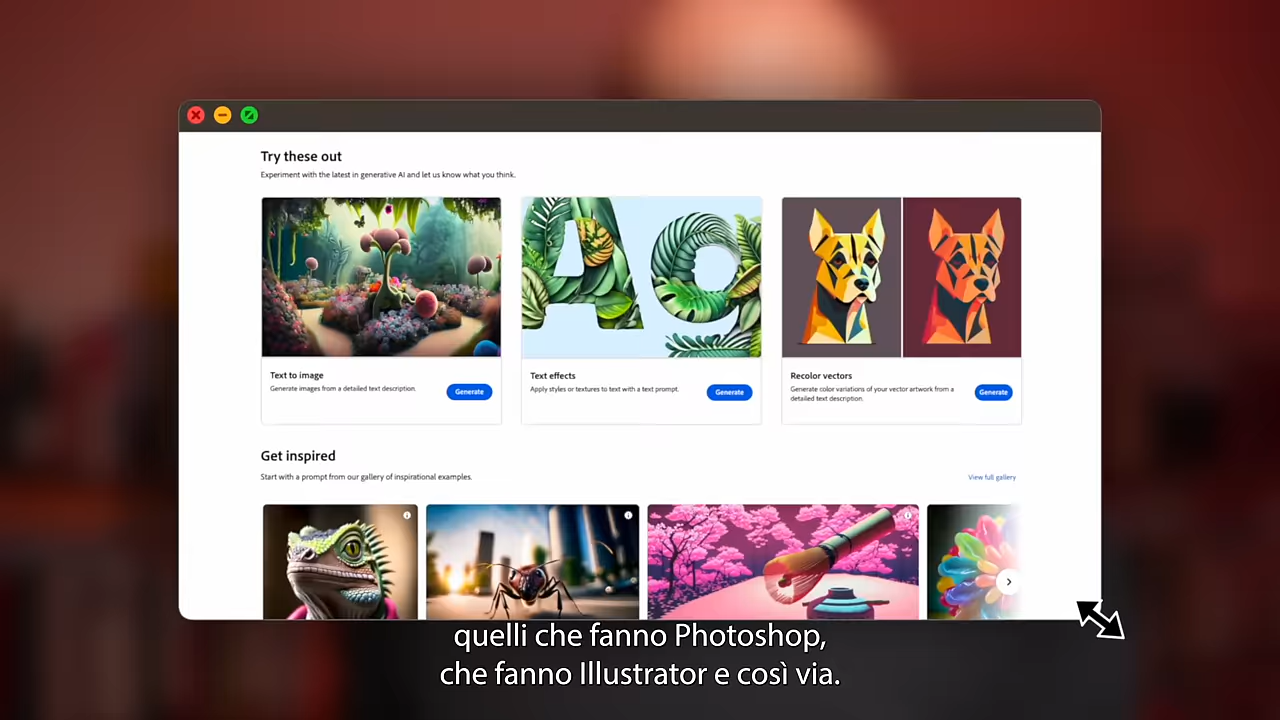 Try these out
Experiment with the latest in generative AI and let us know what you think.
Ag
Text to image
Generate images from a detailed text description.
Generate
Text effects
Apply styles or textures to text with a text prompt.
Generate
Recolor vectors
Generate color variations of your vector artwork from a
detailed text description.
Generate
Get inspired
Start with a prompt from our gallery of inspirational examples.
View full gallery
quelli che fanno Photoshop,
che fanno Illustrator e così via.